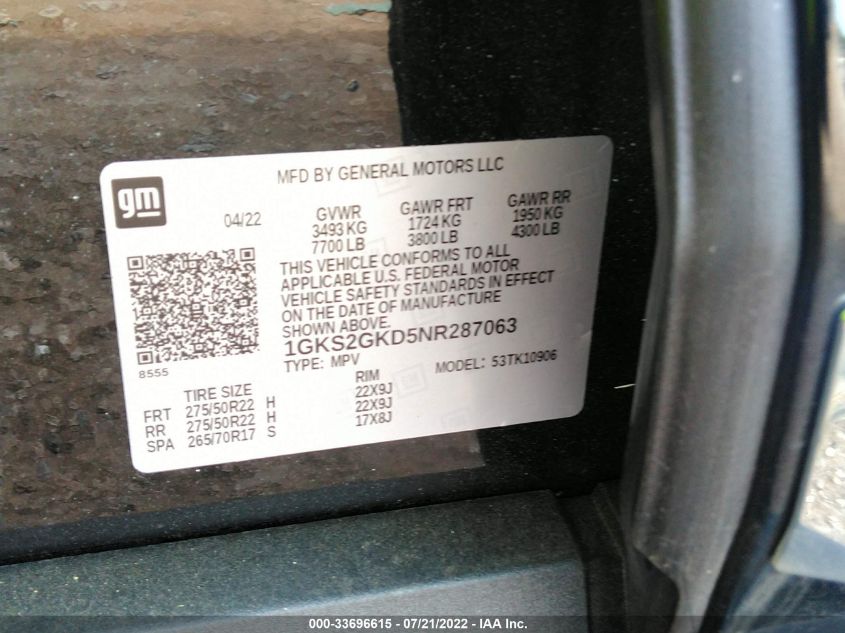 MFD BY GENERAL MOTORS LLC
gm
04/22 GVWR GAWR FRT GAWR RR
3493 KG 1724 KG 1950 KG
7700 LB 3800 LB 4300 LB
THIS VEHICLE CONFORMS TO ALL
APPLICABLE U.S. FEDERAL MOTOR
VEHICLE SAFETY STANDARDS IN EFFECT
ON THE DATE OF MANUFACTURE
SHOWN ABOVE.
1GKS2GKD5NR287063
8555
TYPE: MPV MODEL: 53TK10906
TIRE SIZE RIM
FRT 275/50R22 H 22X9J
RR 275/50R22 H 22X9J
SPA 265/70R17 S 17X8J
000-33696615 - 07/21/2022 - IAA Inc.